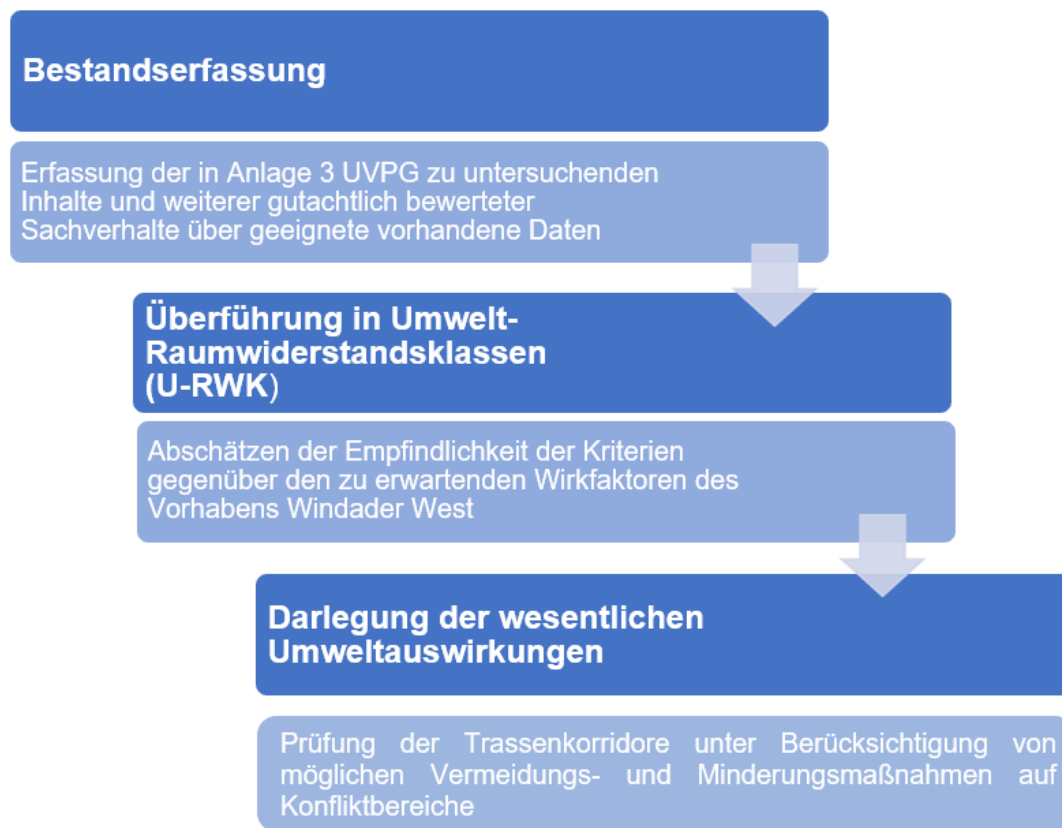 Bestandserfassung
Erfassung der in Anlage 3 UVPG zu untersuchenden
Inhalte und weiterer gutachtlich bewerteter
Sachverhalte über geeignete vorhandene Daten
Überführung in Umwelt-
Raumwiderstandsklassen
(U-RWK)
Abschätzen der Empfindlichkeit der Kriterien
gegenüber den zu erwartenden Wirkfaktoren des
Vorhabens Windader West
Darlegung der wesentlichen
Umweltauswirkungen
Prüfung der Trassenkorridore unter Berücksichtigung von
möglichen Vermeidungs- und Minderungsmaßnahmen auf
Konfliktbereiche